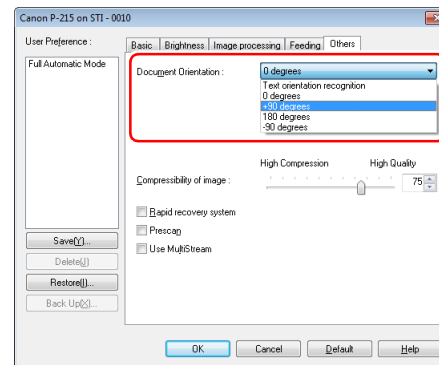 Canon P-215 on STI - 0010
User Preference :
Full Automatic Mode
Basic Brightness Image processing Feeding Others
Document Orientation : 0 degrees
Text orientation recognition
0 degrees
+90 degrees
180 degrees
-90 degrees
High Compression High Quality
Compressibility of image : 75
Rapid recovery system
Prescan
Use MultiStream
Save(Y)...
Delete(J)
Restore(I)...
Back Up(X)...
OK Cancel Default Help